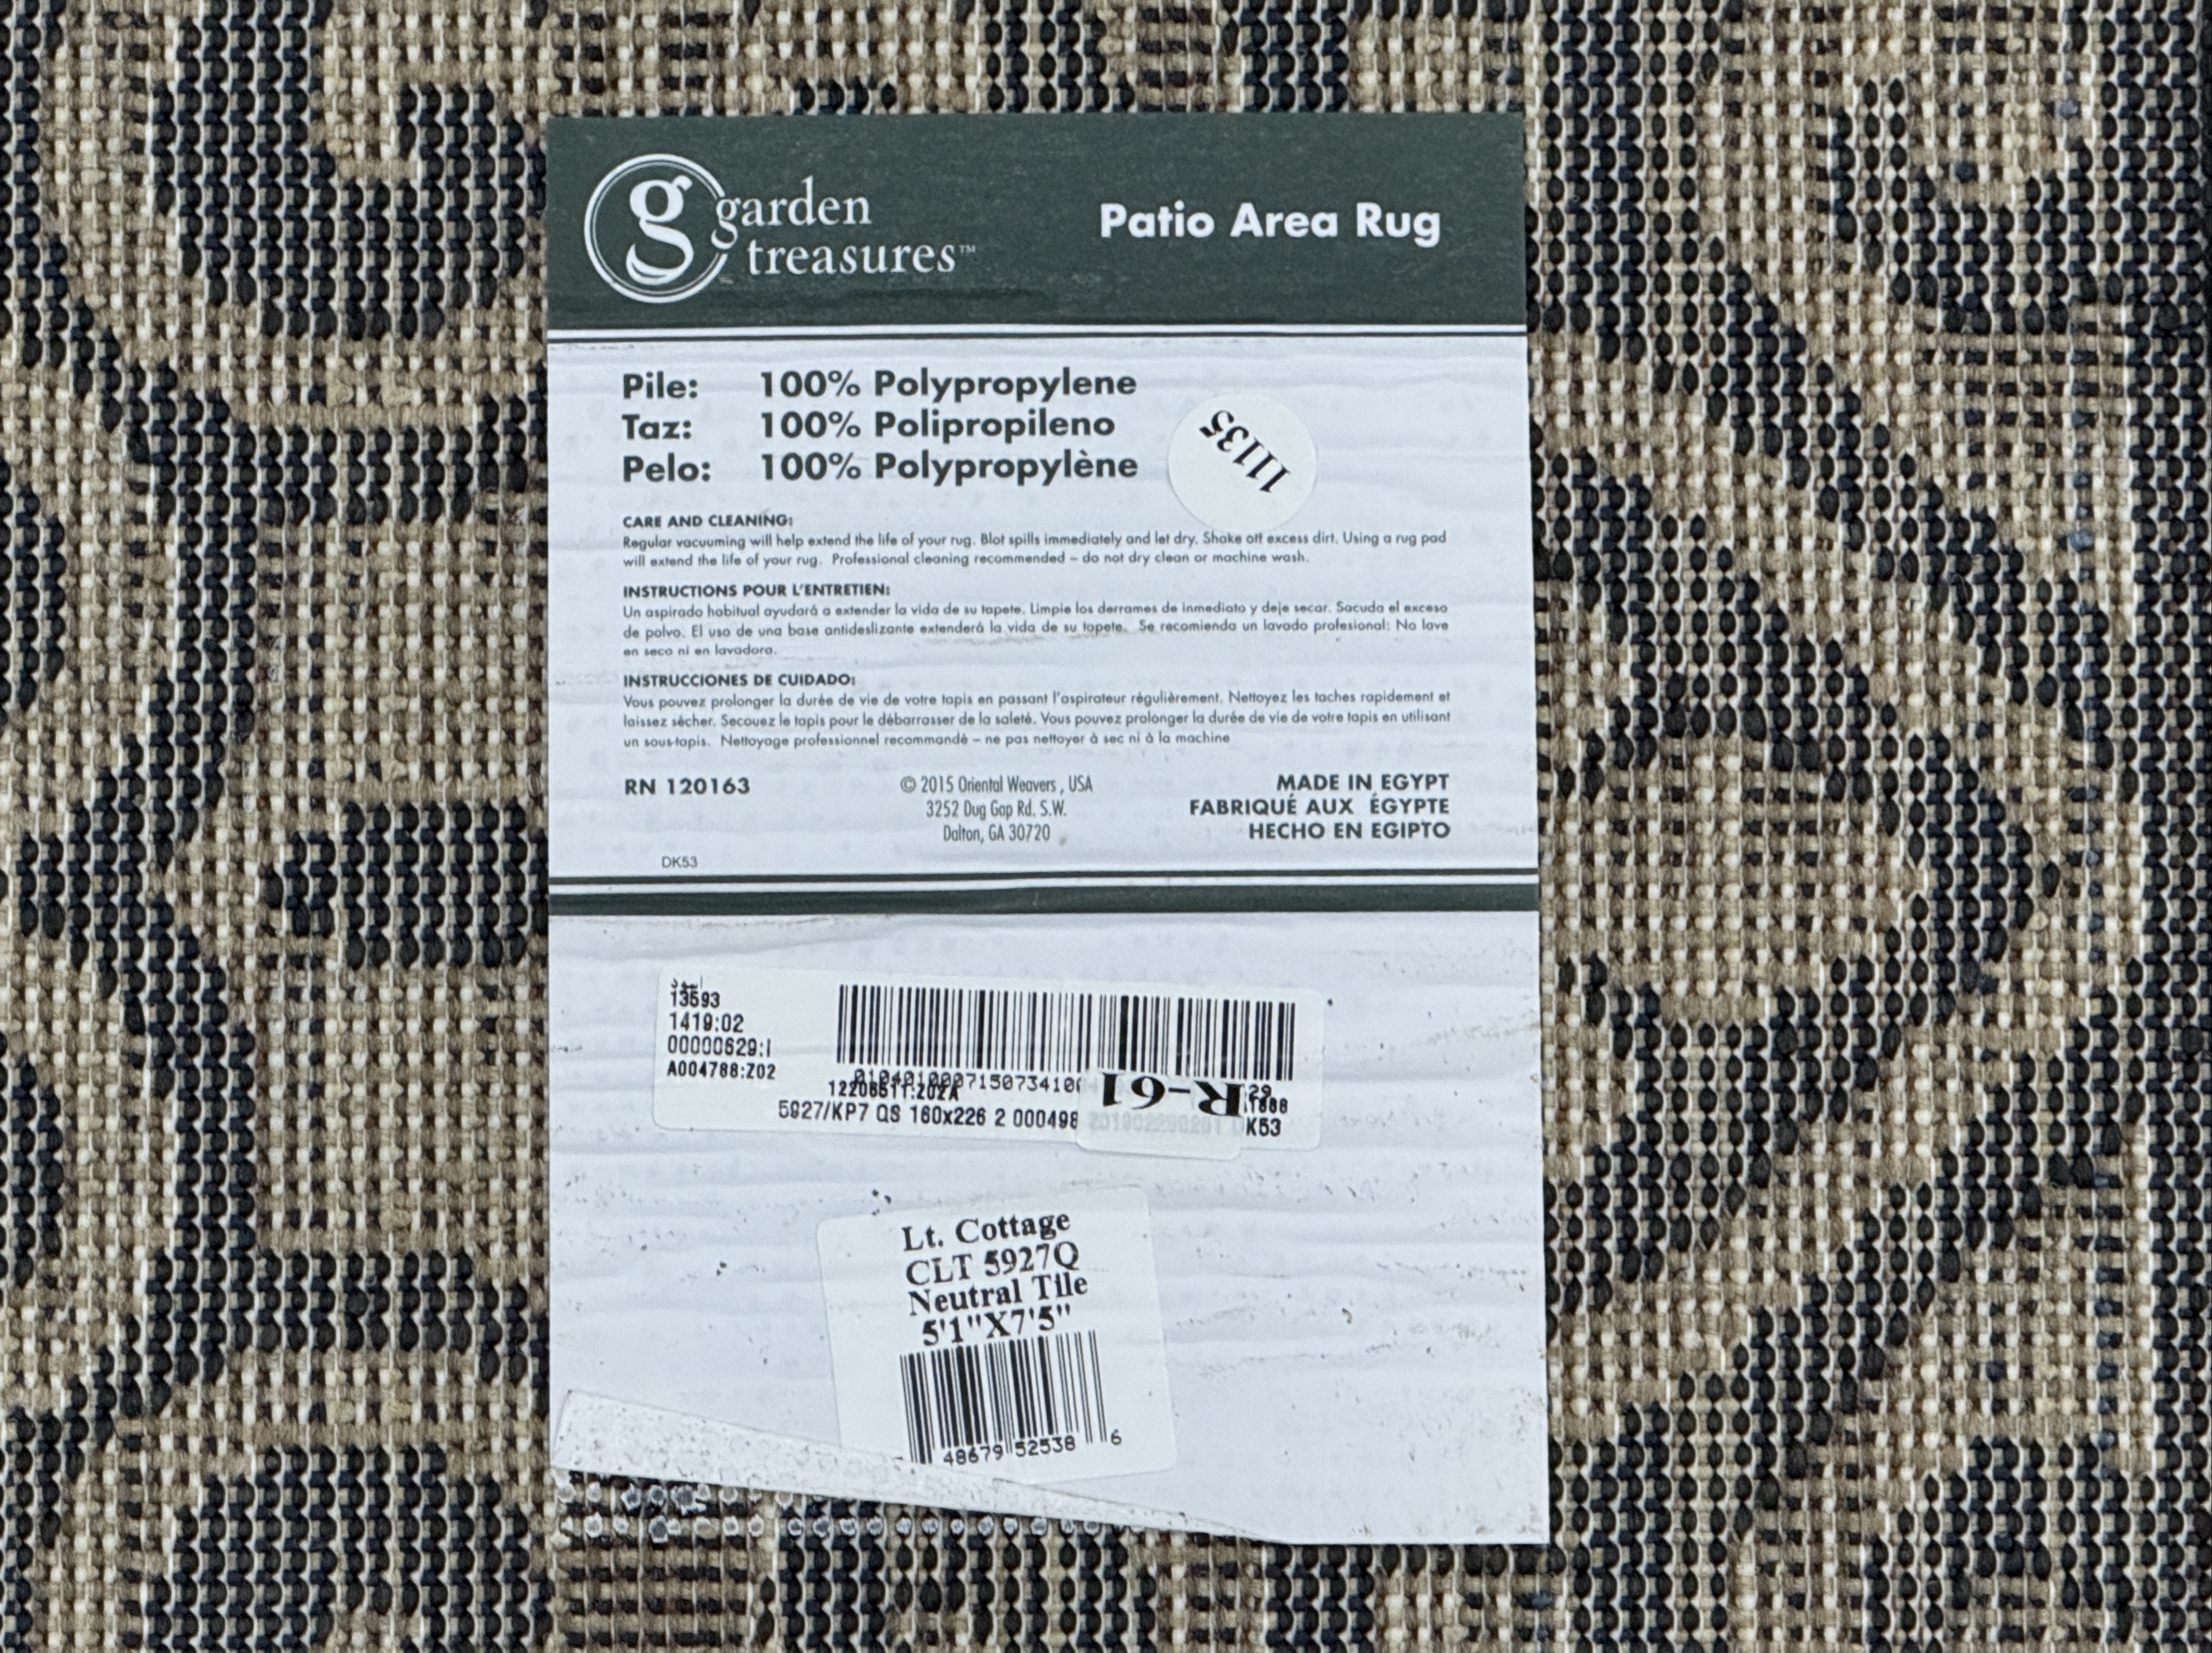 g garden
treasures™
Patio Area Rug
Pile: 100% Polypropylene
Taz: 100% Polipropileno
Pelo: 100% Polypropylène
11135
CARE AND CLEANING:
Regular vacuuming will help extend the life of your rug. Blot spills immediately and let dry. Shake off excess dirt. Using a rug pad
will extend the life of your rug. Professional cleaning recommended – do not dry clean or machine wash.
INSTRUCTIONS POUR L'ENTRETIEN:
Un aspirado habitual ayudará a extender la vida de su tapete. Limpie los derrames de inmediato y deje secar. Sacuda el exceso
de polvo. El uso de una base antideslizante extenderá la vida de su tapete. Se recomienda un lavado profesional: No lave
en seco ni en lavadora.
INSTRUCCIONES DE CUIDADO:
Vous pouvez prolonger la durée de vie de votre tapis en passant l'aspirateur régulièrement. Nettoyez les taches rapidement et
laissez sécher. Secouez le tapis pour le débarrasser de la saleté. Vous pouvez prolonger la durée de vie de votre tapis en utilisant
un sous-tapis. Nettoyage professionnel recommandé – ne pas nettoyer à sec ni à la machine
RN 120163
© 2015 Oriental Weavers , USA
3252 Dug Gap Rd. S.W.
Dalton, GA 30720
MADE IN EGYPT
FABRIQUÉ AUX ÉGYPTE
HECHO EN EGIPTO
DK53
13593
1419:02
00000629:I
A004788:Z02
5927/KP7 QS 160x226 2 000498
R-61
K53
Lt. Cottage
CLT 5927Q
Neutral Tile
5'1"X7'5"
48679 52538 6